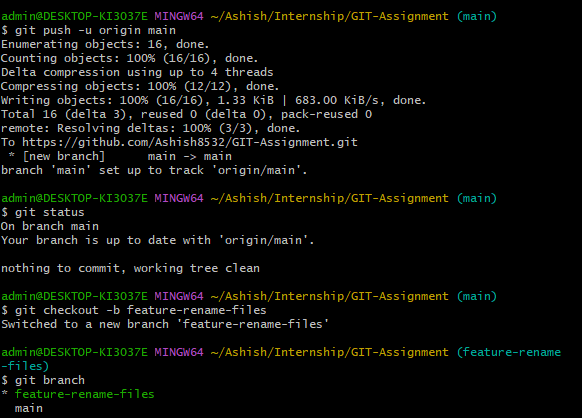 admin@DESKTOP-KI3O37E MINGW64 ~/Ashish/Internship/GIT-Assignment (main)
$ git push -u origin main
Enumerating objects: 16, done.
Counting objects: 100% (16/16), done.
Delta compression using up to 4 threads
Compressing objects: 100% (12/12), done.
Writing objects: 100% (16/16), 1.33 KiB | 683.00 KiB/s, done.
Total 16 (delta 3), reused 0 (delta 0), pack-reused 0
remote: Resolving deltas: 100% (3/3), done.
To https://github.com/Ashish8532/GIT-Assignment.git
 * [new branch]      main -> main
branch 'main' set up to track 'origin/main'.

admin@DESKTOP-KI3O37E MINGW64 ~/Ashish/Internship/GIT-Assignment (main)
$ git status
On branch main
Your branch is up to date with 'origin/main'.

nothing to commit, working tree clean

admin@DESKTOP-KI3O37E MINGW64 ~/Ashish/Internship/GIT-Assignment (main)
$ git checkout -b feature-rename-files
Switched to a new branch 'feature-rename-files'

admin@DESKTOP-KI3O37E MINGW64 ~/Ashish/Internship/GIT-Assignment (feature-rename
-files)
$ git branch
* feature-rename-files
  main